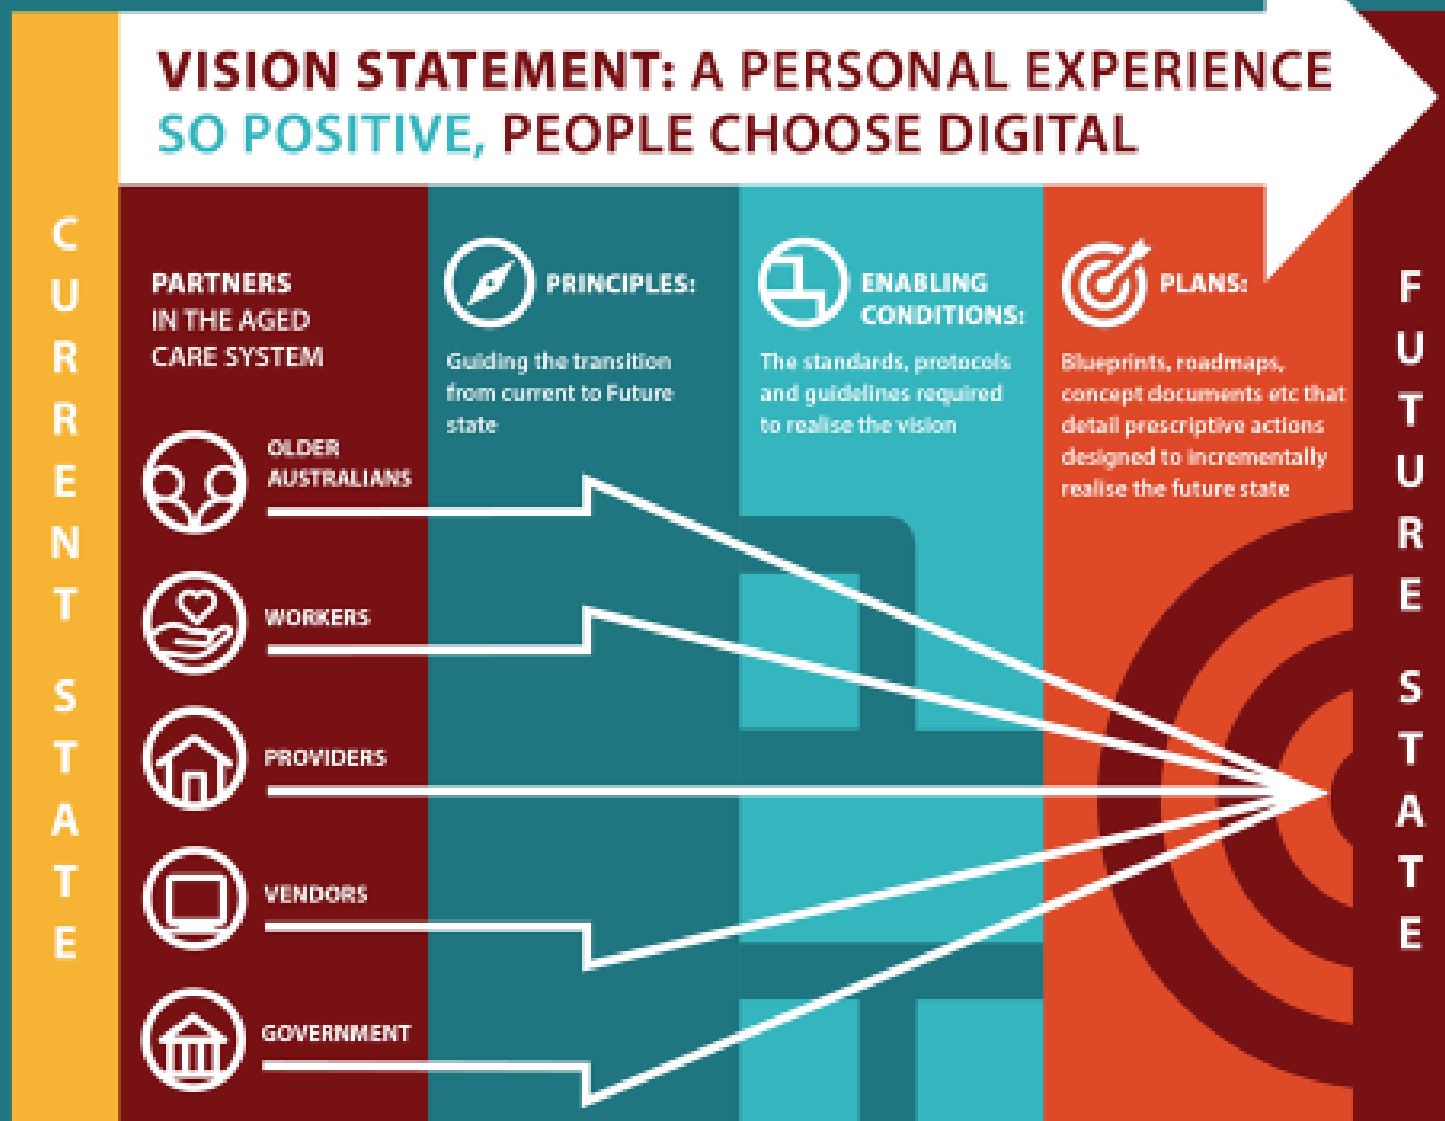 VISION STATEMENT: A PERSONAL EXPERIENCE
SO POSITIVE, PEOPLE CHOOSE DIGITAL
CURRENT STATE
PARTNERS
IN THE AGED
CARE SYSTEM
OLDER
AUSTRALIANS
WORKERS
PROVIDERS
VENDORS
GOVERNMENT
PRINCIPLES:
Guiding the transition
from current to Future
state
ENABLING
CONDITIONS:
The standards, protocols
and guidelines required
to realise the vision
PLANS:
Blueprints, roadmaps,
concept documents etc that
detail prescriptive actions
designed to incrementally
realise the future state
FUTURE STATE